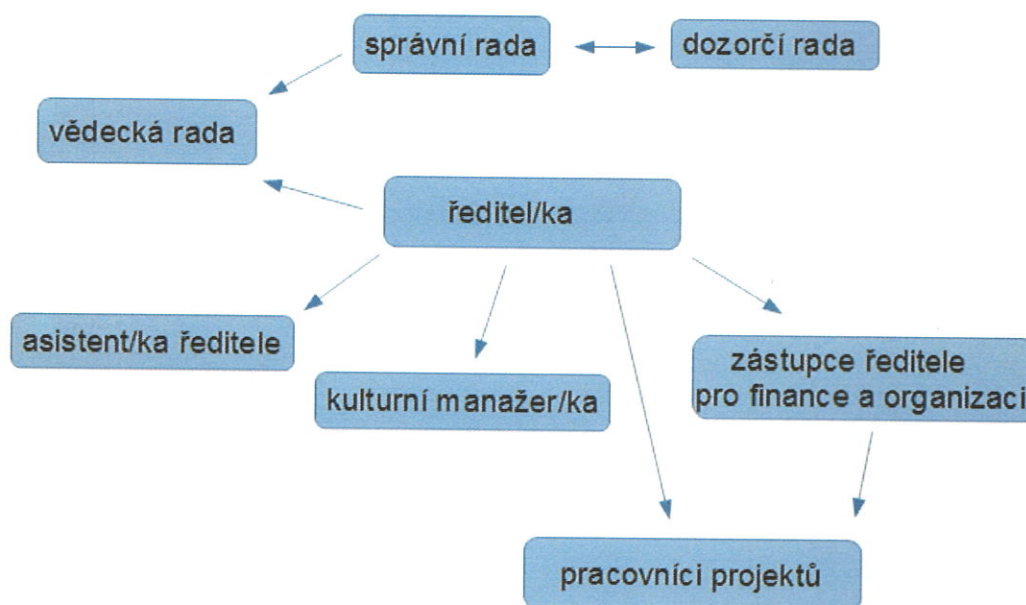 správní rada
dozorčí rada
vědecká rada
ředitel/ka
asistent/ka ředitele
kulturní manažer/ka
zástupce ředitele
pro finance a organizaci
pracovníci projektů